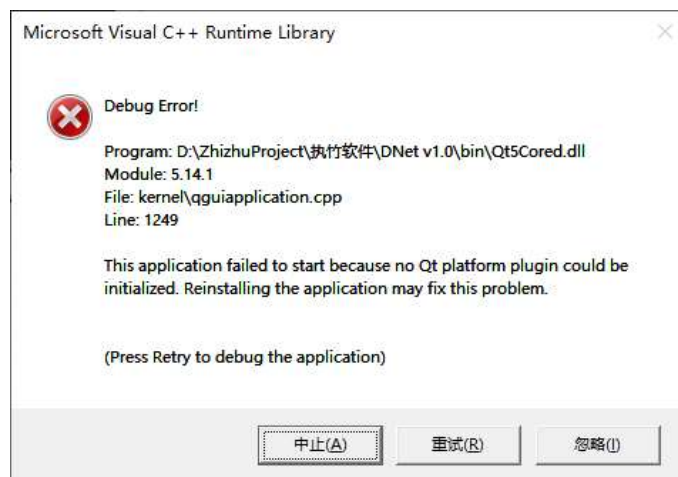 Microsoft Visual C++ Runtime Library
Debug Error!
Program: D:\ZhizhuProject\执竹软件\DNet v1.0\bin\Qt5Cored.dll
Module: 5.14.1
File: kernel\qguiapplication.cpp
Line: 1249
This application failed to start because no Qt platform plugin could be
initialized. Reinstalling the application may fix this problem.
(Press Retry to debug the application)
中止(A)
重试(R)
忽略(I)